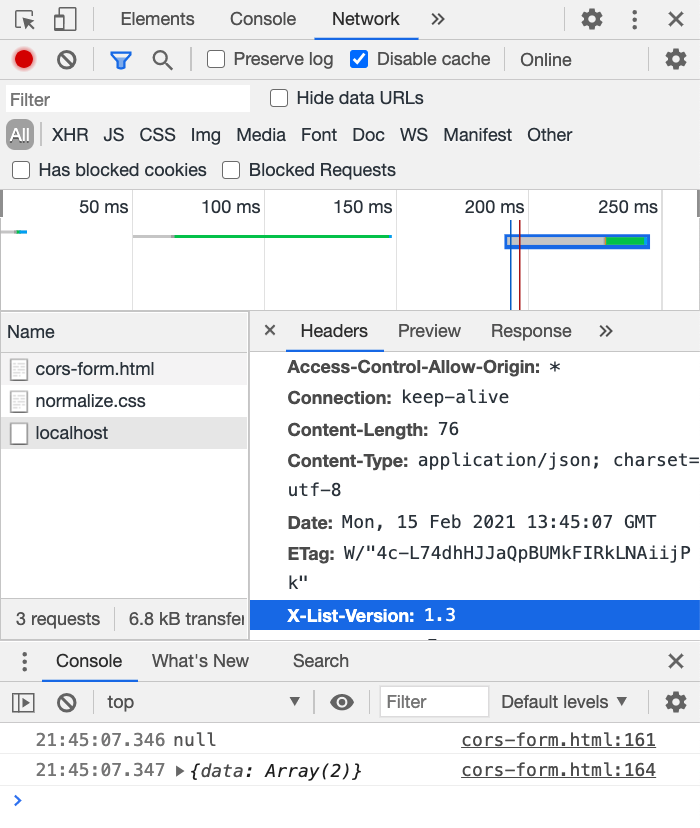 Elements Console Network »
Preserve log Disable cache Online
Filter Hide data URLs
All XHR JS CSS Img Media Font Doc WS Manifest Other
Has blocked cookies Blocked Requests
50 ms 100 ms 150 ms 200 ms 250 ms
Name × Headers Preview Response »
cors-form.html
normalize.css
localhost
Access-Control-Allow-Origin: *
Connection: keep-alive
Content-Length: 76
Content-Type: application/json; charset=
utf-8
Date: Mon, 15 Feb 2021 13:45:07 GMT
ETag: W/"4c-L74dhHJJaQpBUMkFIRkLNAiijP
k"
X-List-Version: 1.3
3 requests 6.8 kB transfer
Console What's New Search
top Filter Default levels
21:45:07.346 null cors-form.html:161
21:45:07.347 {data: Array(2)} cors-form.html:164